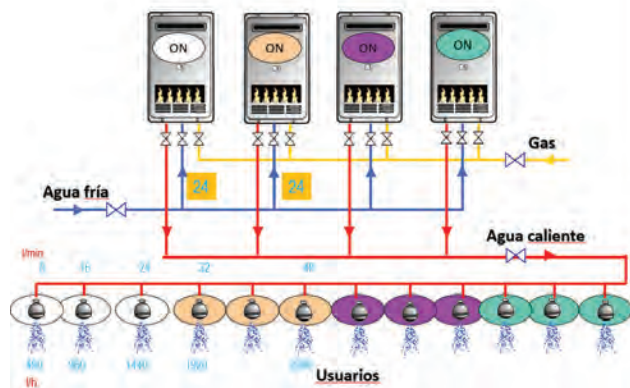 ON ON ON ON
Gas
24 24
Agua fría
Agua caliente
l/min
8 16 24 32 40
480 960 1440 1920
l/h.
Usuarios